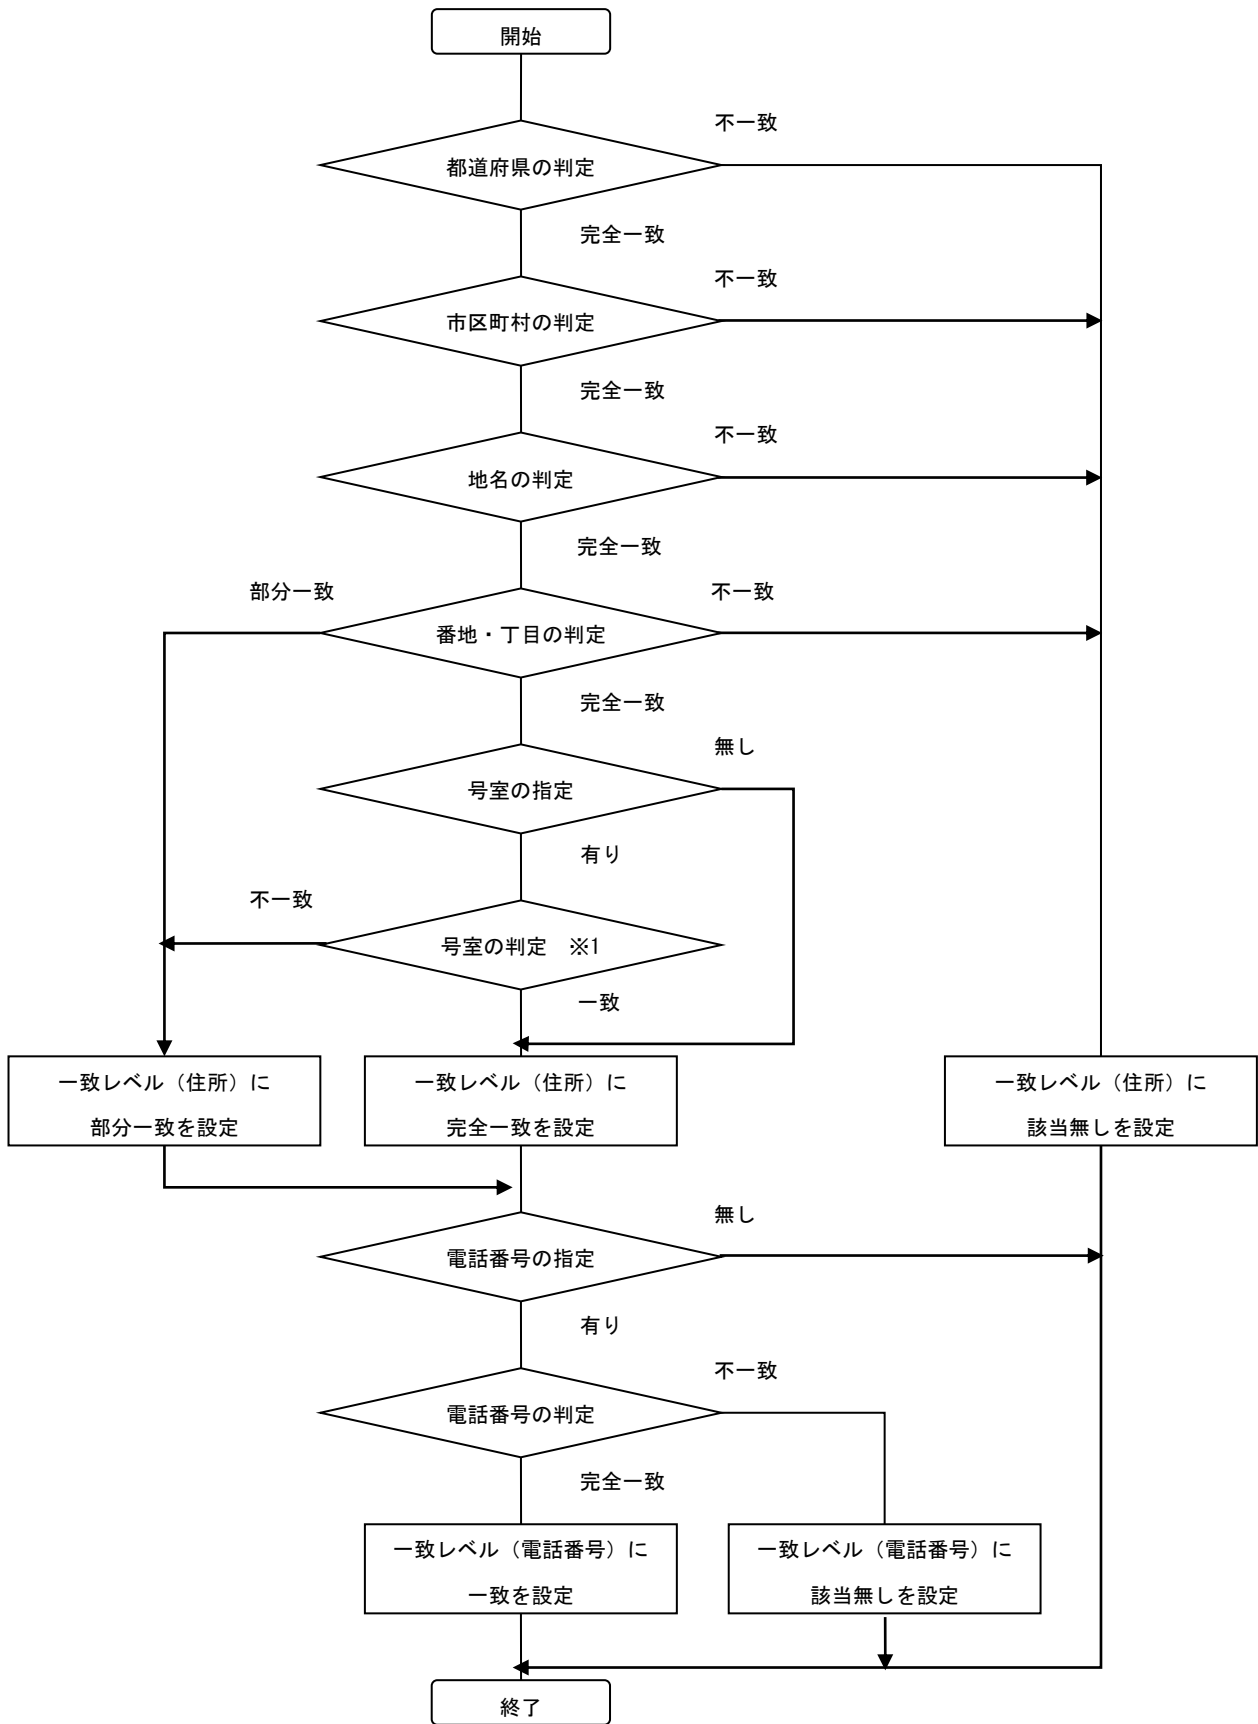 開始
不一致
都道府県の判定
完全一致
不一致
市区町村の判定
完全一致
不一致
地名の判定
完全一致
部分一致
不一致
番地・丁目の判定
完全一致
無し
号室の指定
有り
不一致
号室の判定　※1
一致
一致レベル（住所）に
部分一致を設定
一致レベル（住所）に
完全一致を設定
一致レベル（住所）に
該当無しを設定
無し
電話番号の指定
有り
不一致
電話番号の判定
完全一致
一致レベル（電話番号）に
一致を設定
一致レベル（電話番号）に
該当無しを設定
終了